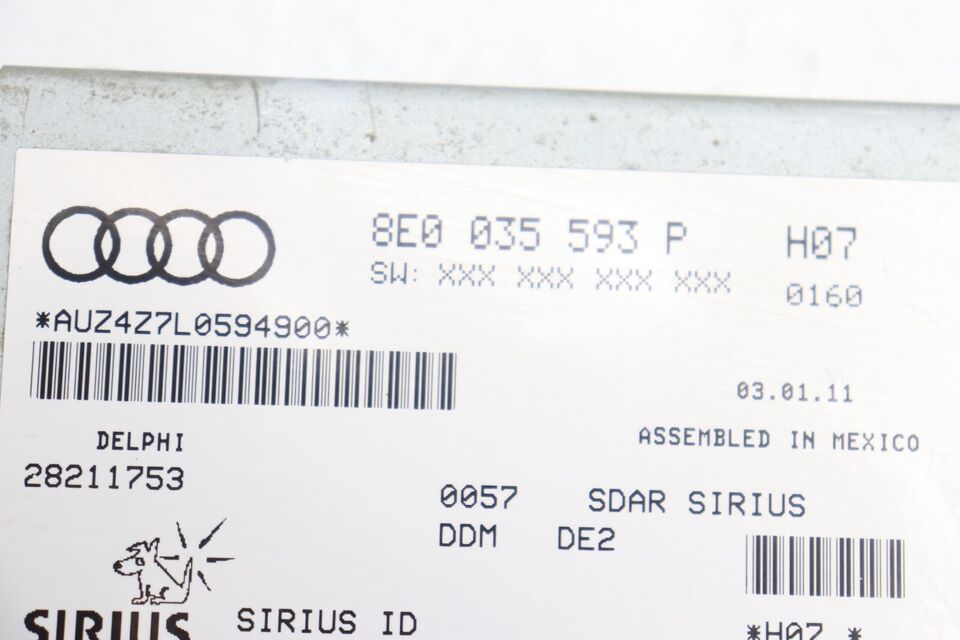 8E0 035 593 P H07
SW: XXX XXX XXX XXX 0160
*AUZ4Z7L0594900*
03.01.11
DELPHI ASSEMBLED IN MEXICO
28211753
0057 SDAR SIRIUS
DDM DE2
SIRIUS SIRIUS ID
*H07 *